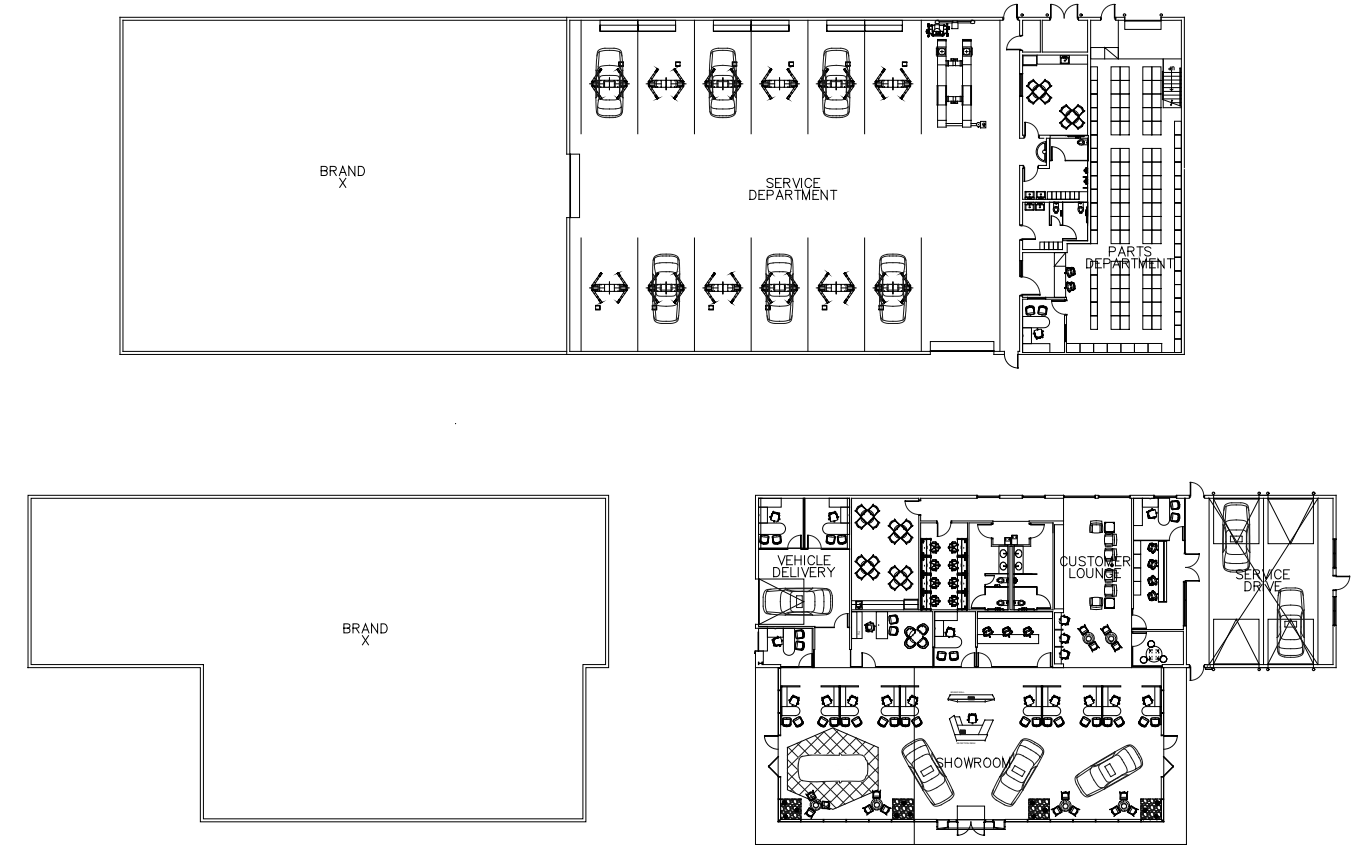 BRAND
X
SERVICE
DEPARTMENT
PARTS
DEPARTMENT
BRAND
X
VEHICLE
DELIVERY
CUSTOMER
LOUNGE
SERVICE
DRIVE
SHOWROOM